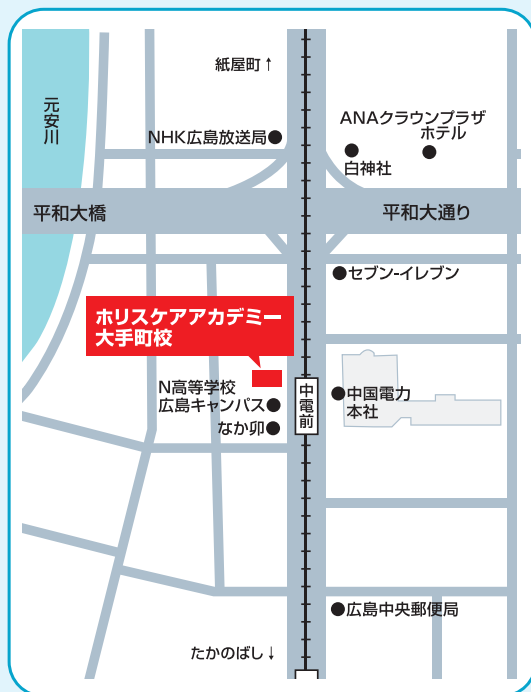 紙屋町↑
元安川
NHK広島放送局
ANAクラウンプラザ
ホテル
白神社
平和大橋
平和大通り
セブン-イレブン
ホリスケアアカデミー
大手町校
N高等学校
広島キャンパス
なか卯
中電前
中国電力
本社
広島中央郵便局
たかのばし↓